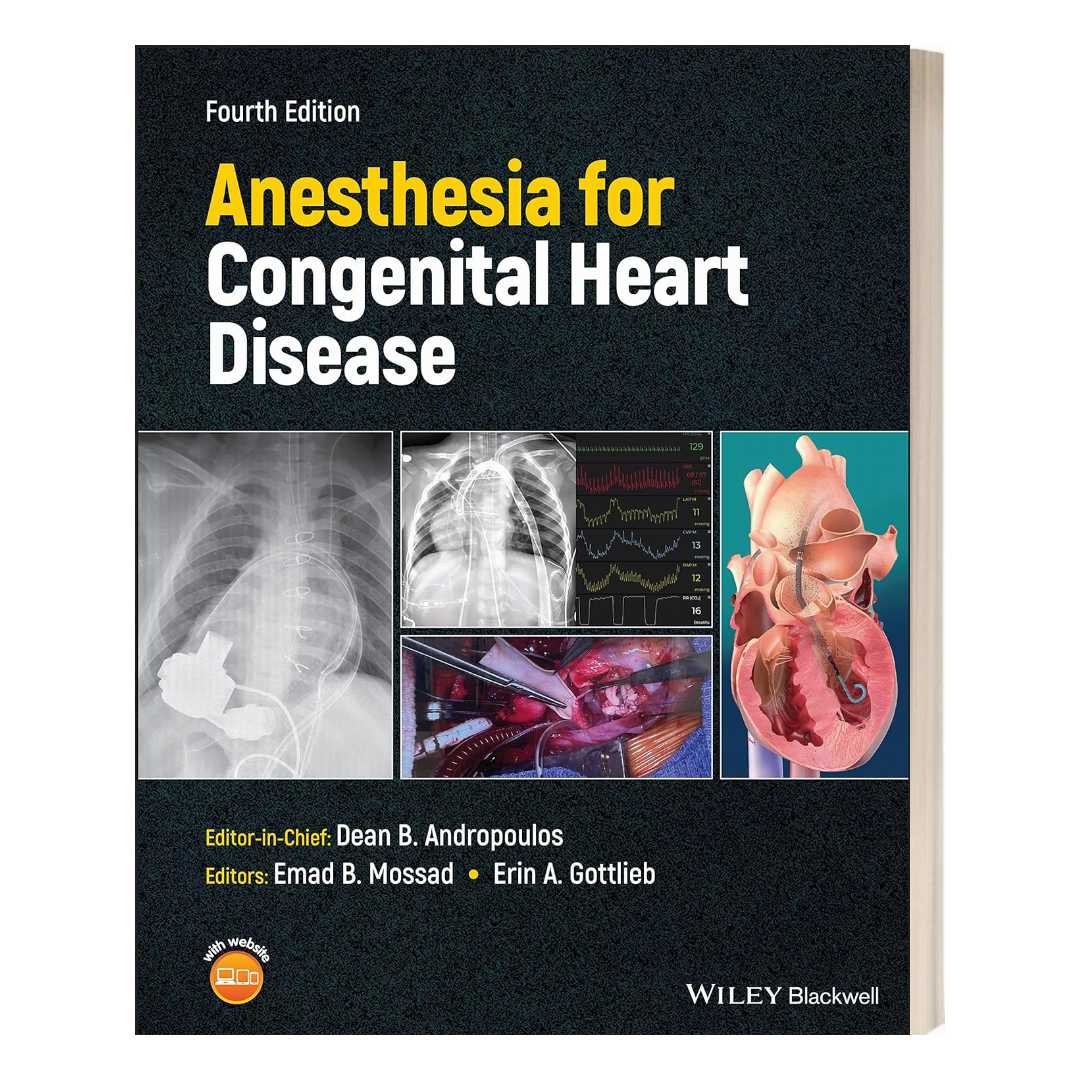 Fourth Edition
Anesthesia for
Congenital Heart
Disease
129
11
13
12
16
Editor-in-Chief: Dean B. Andropoulos
Editors: Emad B. Mossad • Erin A. Gottlieb
with website
WILEY Blackwell